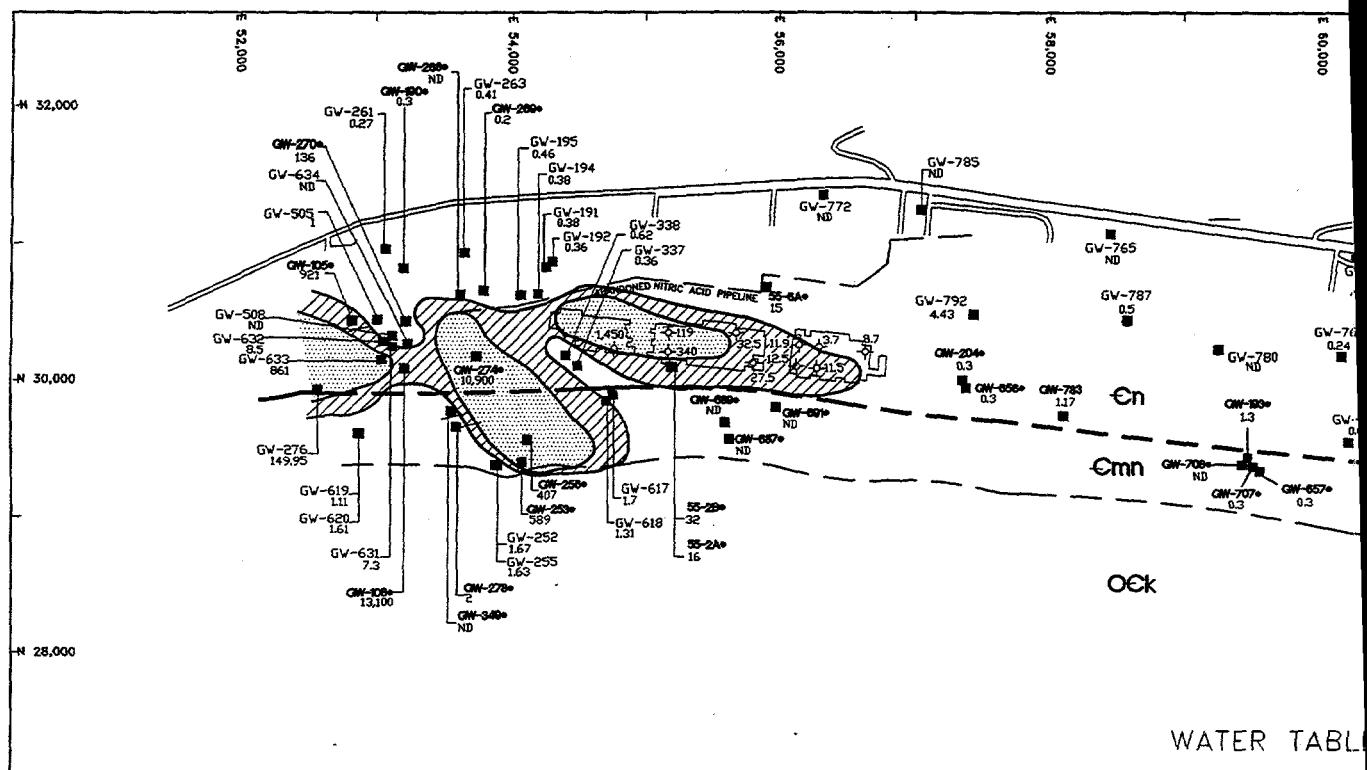 E 52,000
E 54,000
E 56,000
E 58,000
E 60,000
N 32,000
N 30,000
N 28,000
ND
GW-263
0.41
GW-190•
0.3
GW-269•
0.2
GW-261
0.27
GW-270•
136
GW-634
ND
GW-505
1
GW-105•
921
GW-195
0.46
GW-194
0.38
GW-191
0.38
GW-192
0.36
GW-338
0.62
GW-337
0.36
ABANDONED NITRIC ACID PIPELINE
55-6A•
15
GW-772
ND
GW-785
ND
GW-765
ND
GW-787
0.5
GW-792
4.43
GW-780
ND
0.24
GW-508
ND
GW-632
8.5
GW-633
861
GW-274•
10,900
1,450
119
340
32.5
11.9
3.7
8.7
12.5
11.5
27.5
GW-204•
0.3
GW-656•
0.3
GW-783
1.17
GW-193•
1.3
GW-689•
ND
GW-691•
GW-687•
ND
ND
GW-707•
0.3
GW-657•
0.3
Єn
Єmn
OЄk
GW-276
149.95
GW-619
1.11
GW-620
1.61
GW-631
7.3
GW-108•
13,100
GW-256•
407
GW-253•
589
GW-252
1.67
GW-255
1.63
GW-278•
2
GW-349•
ND
GW-617
1.7
GW-618
1.31
55-2B•
32
55-2A•
16
WATER